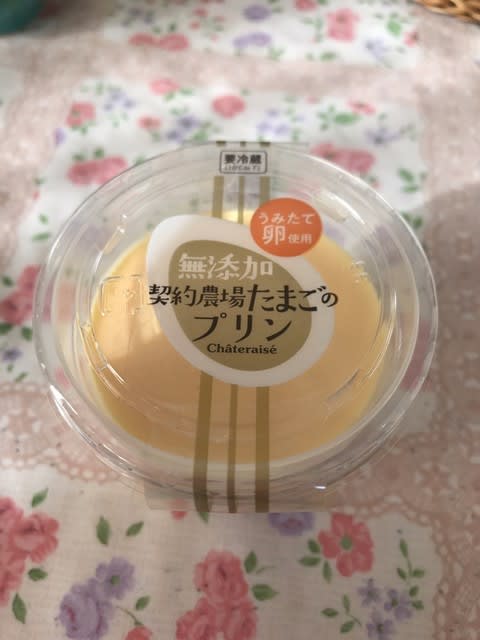 要冷蔵
うみたて
卵使用
無添加
契約農場たまごの
プリン
Châteraisé